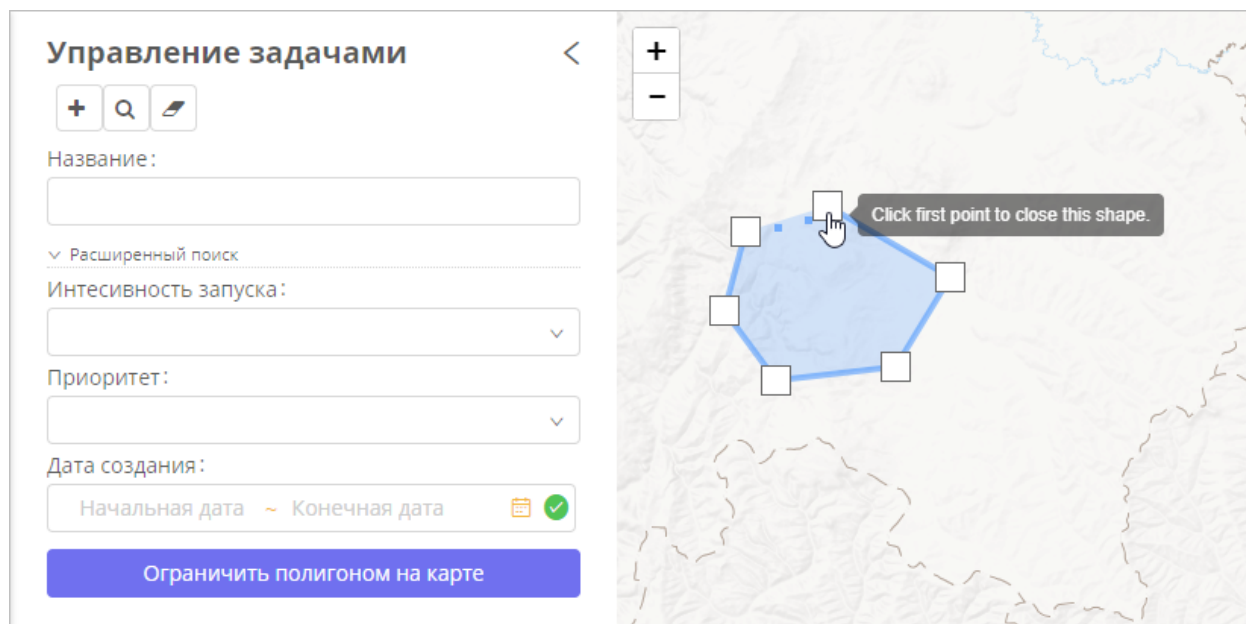 Управление задачами
Название:
Расширенный поиск
Интесивность запуска:
Приоритет:
Дата создания:
Начальная дата ~ Конечная дата
Ограничить полигоном на карте
+
−
Click first point to close this shape.